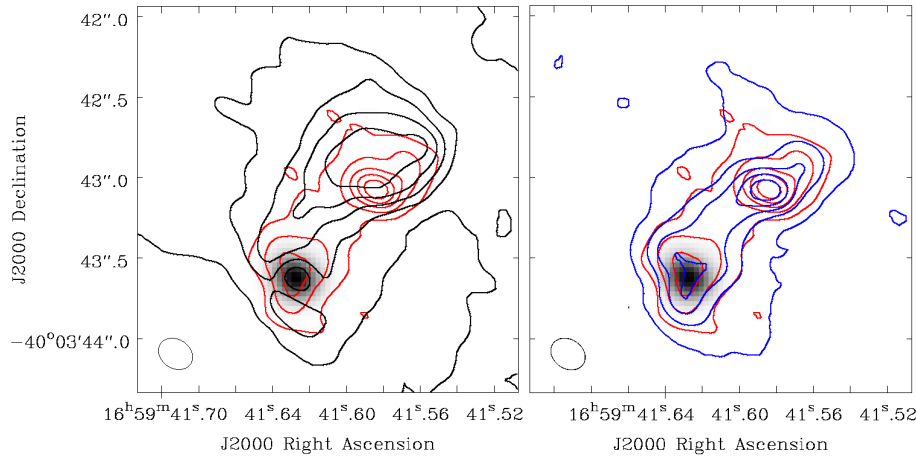 42″.0
42″.5
43″.0
43″.5
−40°03′44″.0
J2000 Declination
16ʰ59ᵐ41ˢ.70 41ˢ.64 41ˢ.60 41ˢ.56 41ˢ.52
J2000 Right Ascension
16ʰ59ᵐ41ˢ.70 41ˢ.64 41ˢ.60 41ˢ.56 41ˢ.52
J2000 Right Ascension